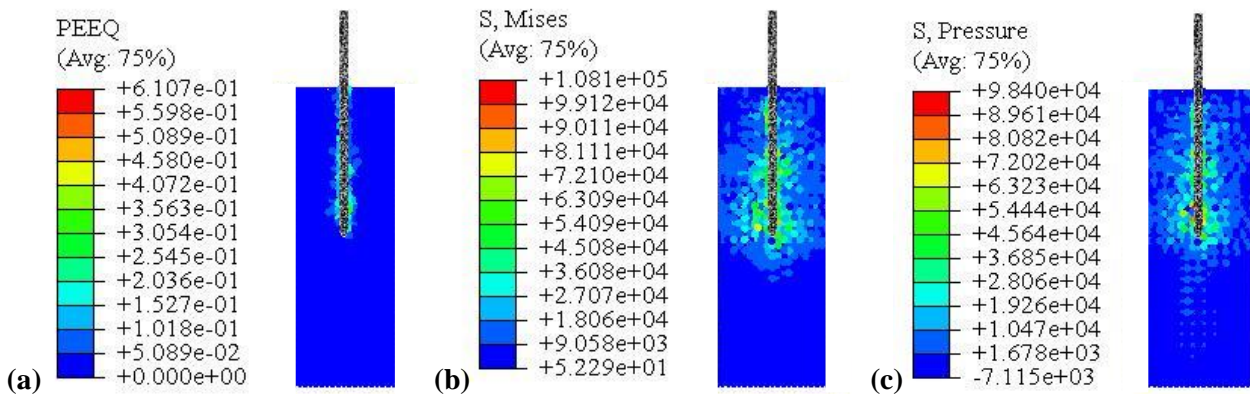 PEEQ
(Avg: 75%)
+6.107e-01
+5.598e-01
+5.089e-01
+4.580e-01
+4.072e-01
+3.563e-01
+3.054e-01
+2.545e-01
+2.036e-01
+1.527e-01
+1.018e-01
+5.089e-02
+0.000e+00
(a)
S, Mises
(Avg: 75%)
+1.081e+05
+9.912e+04
+9.011e+04
+8.111e+04
+7.210e+04
+6.309e+04
+5.409e+04
+4.508e+04
+3.608e+04
+2.707e+04
+1.806e+04
+9.058e+03
+5.229e+01
(b)
S, Pressure
(Avg: 75%)
+9.840e+04
+8.961e+04
+8.082e+04
+7.202e+04
+6.323e+04
+5.444e+04
+4.564e+04
+3.685e+04
+2.806e+04
+1.926e+04
+1.047e+04
+1.678e+03
-7.115e+03
(c)